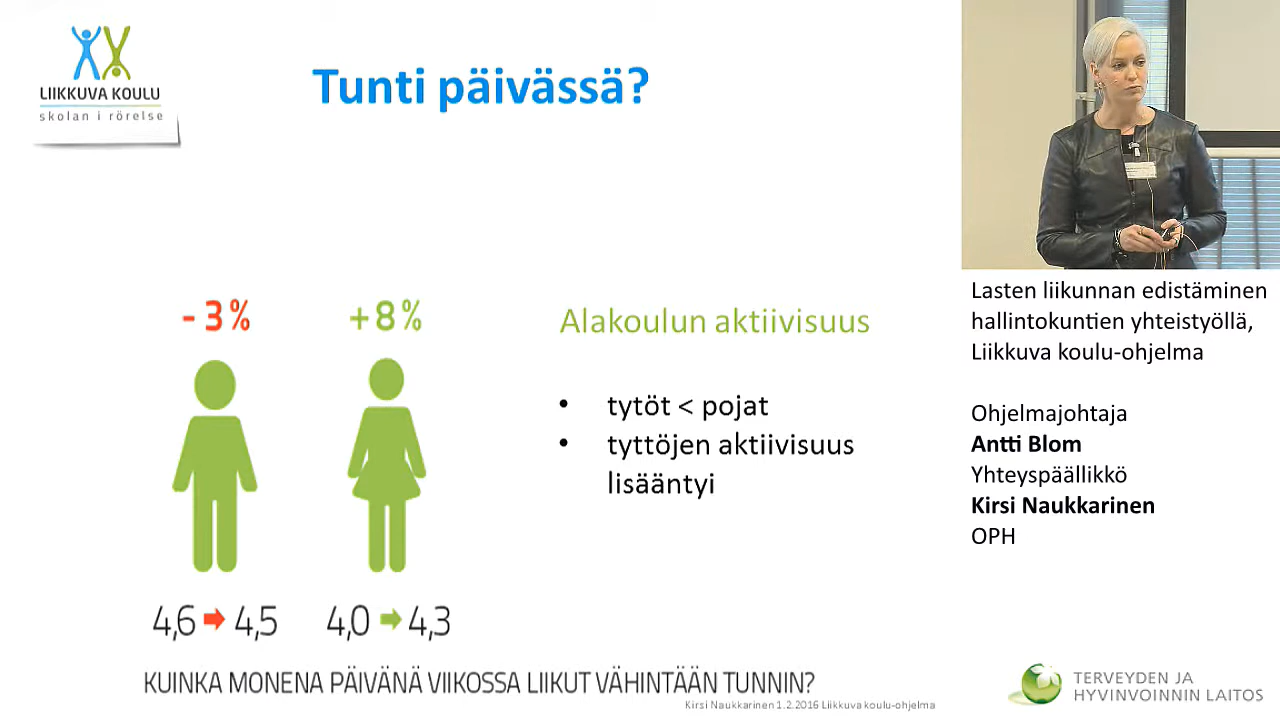 LIIKKUVA KOULU
skolan i rörelse
Tunti päivässä?
- 3%
+8%
4,6 4,5
4,0 4,3
Alakoulun aktiivisuus
• tytöt < pojat
• tyttöjen aktiivisuus
lisääntyi
KUINKA MONENA PÄIVÄNÄ VIIKOSSA LIIKUT VÄHINTÄÄN TUNNIN?
Kirsi Naukkarinen 1.2.2016 Liikkuva koulu-ohjelma
Lasten liikunnan edistäminen
hallintokuntien yhteistyöllä,
Liikkuva koulu-ohjelma
Ohjelmajohtaja
Antti Blom
Yhteyspäällikkö
Kirsi Naukkarinen
OPH
TERVEYDEN JA
HYVINVOINNIN LAITOS